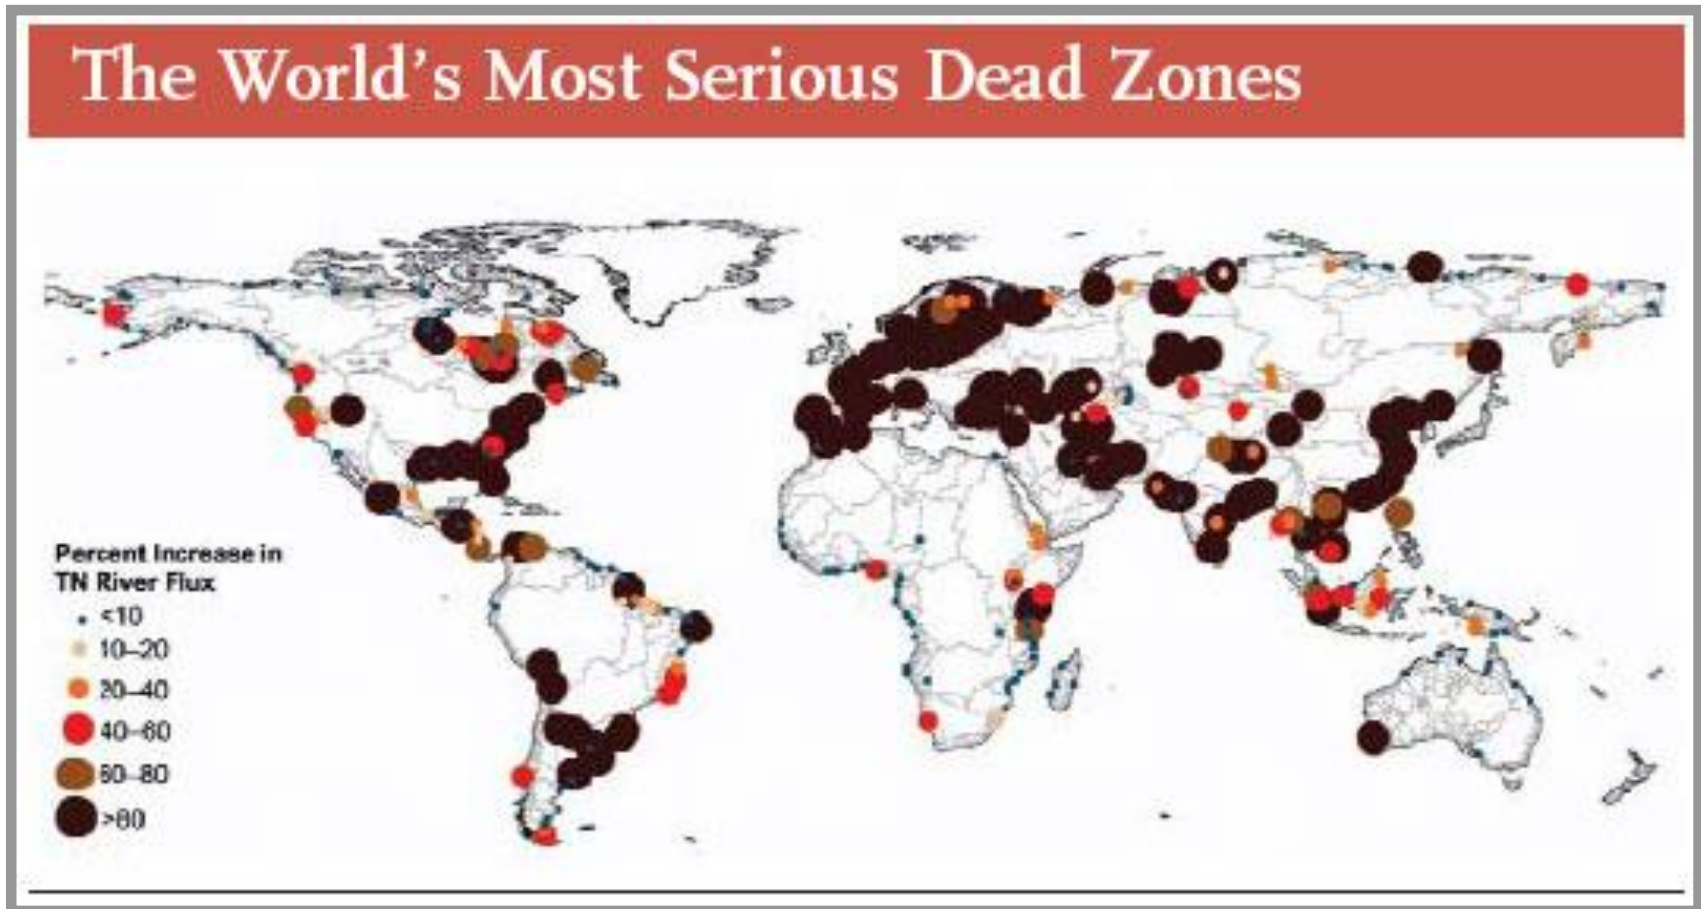 The World's Most Serious Dead Zones
Percent Increase in
TN River Flux
<10
10–20
20–40
40–60
60–80
>80